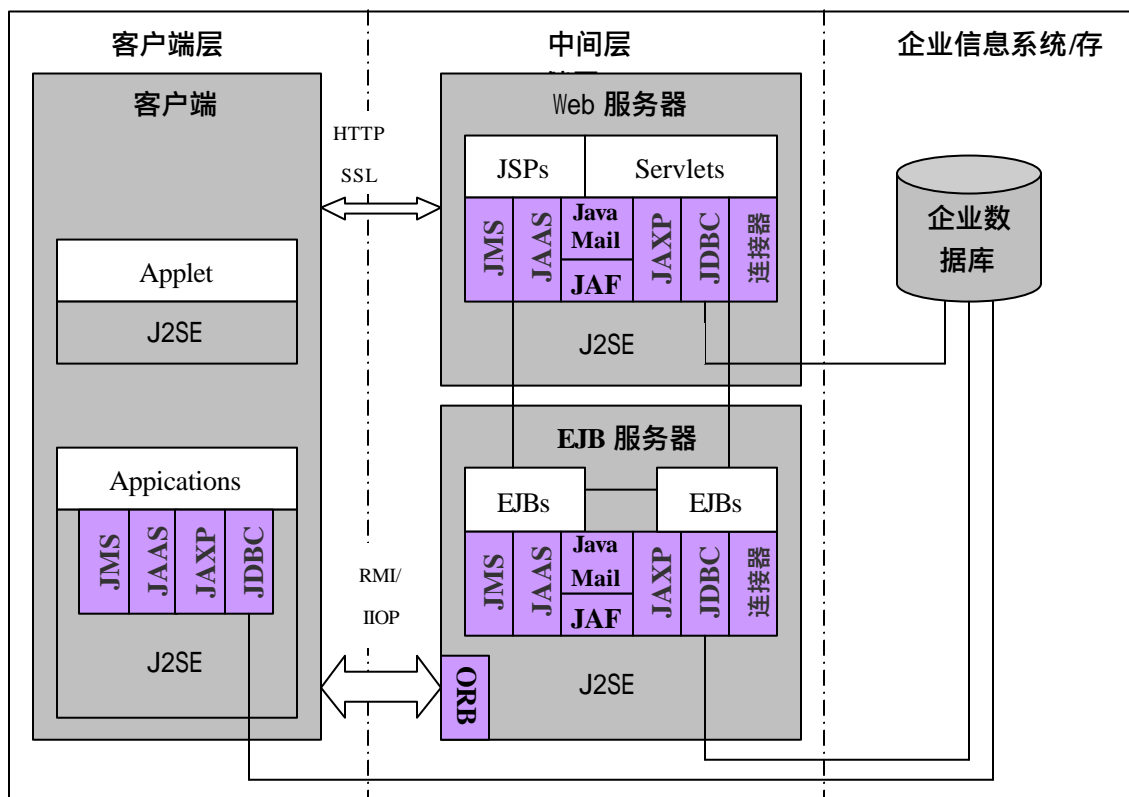 客户端层
中间层
企业信息系统/存
客户端
HTTP
SSL
Applet
J2SE
Appications
JMS
JAAS
JAXP
JDBC
J2SE
RMI/
IIOP
Web 服务器
JSPs
Servlets
JMS
JAAS
Java
Mail
JAF
JAXP
JDBC
连接器
J2SE
EJB 服务器
EJBs
EJBs
JMS
JAAS
Java
Mail
JAF
JAXP
JDBC
连接器
ORB
J2SE
企业数
据库